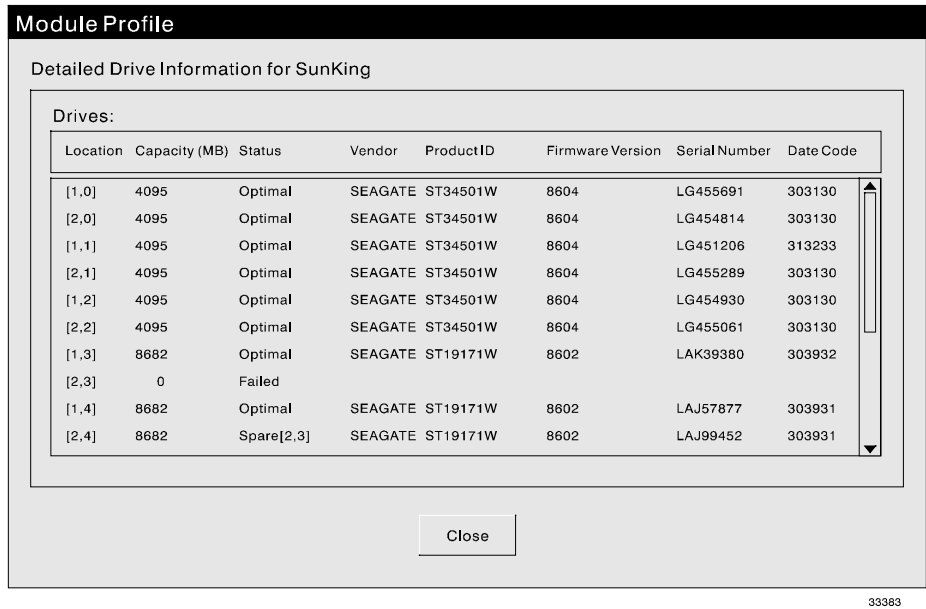 Module Profile
Detailed Drive Information for SunKing
Drives:
Location Capacity (MB) Status Vendor Product ID Firmware Version Serial Number Date Code
[1,0] 4095 Optimal SEAGATE ST34501W 8604 LG455691 303130
[2,0] 4095 Optimal SEAGATE ST34501W 8604 LG454814 303130
[1,1] 4095 Optimal SEAGATE ST34501W 8604 LG451206 313233
[2,1] 4095 Optimal SEAGATE ST34501W 8604 LG455289 303130
[1,2] 4095 Optimal SEAGATE ST34501W 8604 LG454930 303130
[2,2] 4095 Optimal SEAGATE ST34501W 8604 LG455061 303130
[1,3] 8682 Optimal SEAGATE ST19171W 8602 LAK39380 303932
[2,3] 0 Failed
[1,4] 8682 Optimal SEAGATE ST19171W 8602 LAJ57877 303931
[2,4] 8682 Spare[2,3] SEAGATE ST19171W 8602 LAJ99452 303931
Close
33383